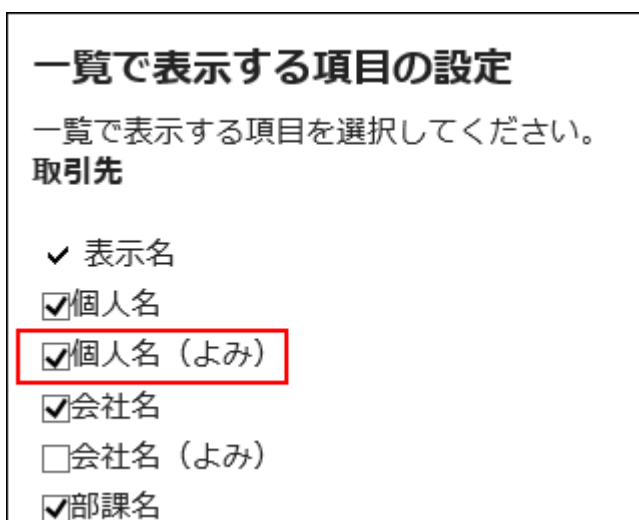 一覧で表示する項目の設定
一覧で表示する項目を選択してください。
取引先
表示名
個人名
個人名（よみ）
会社名
会社名（よみ）
部課名